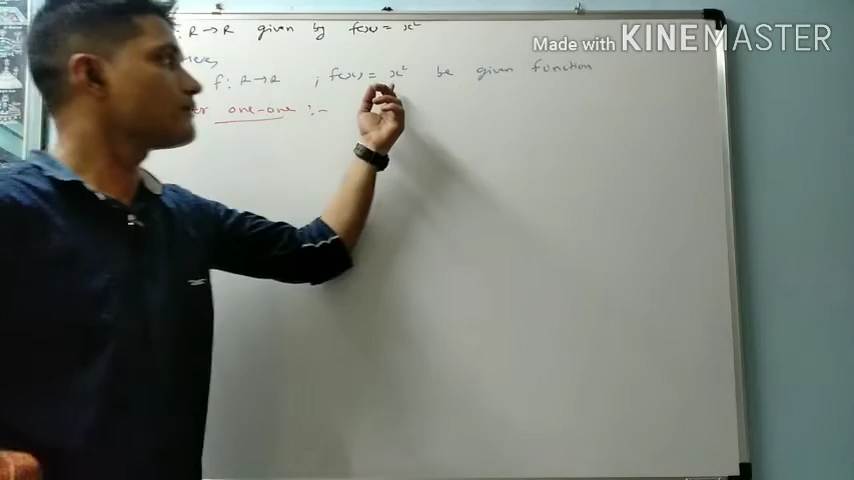 : R → R given by f(x) = x²
Made with KINEMASTER
f : R → R ; f(x) = x² be given function
one-one :-